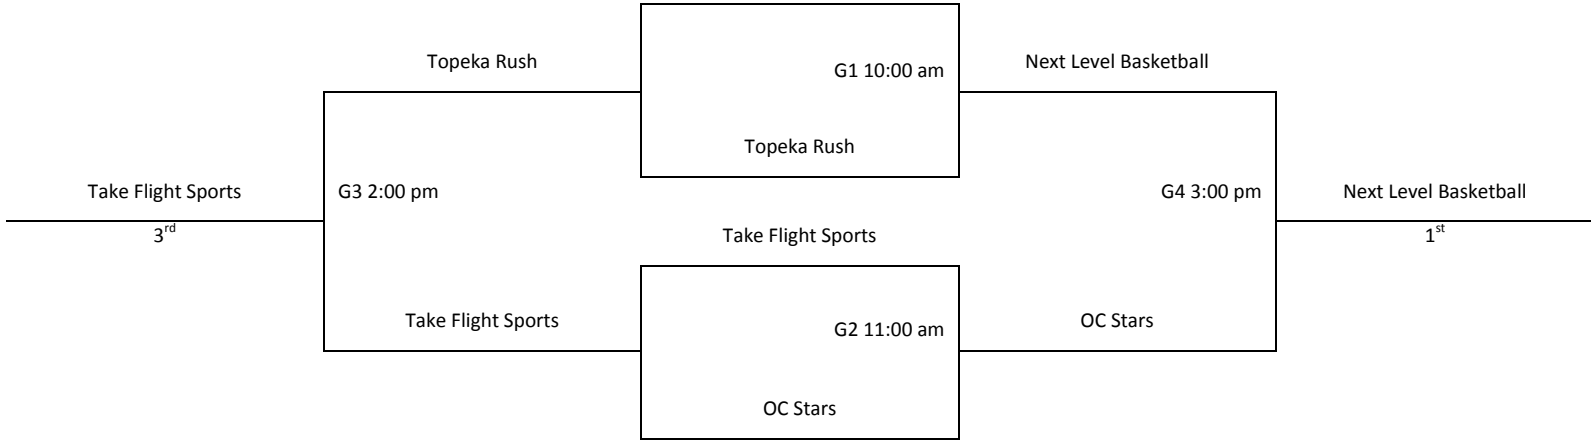 Topeka Rush
Next Level Basketball
G1 10:00 am
Topeka Rush
Take Flight Sports
G3 2:00 pm
G4 3:00 pm
Next Level Basketball
3rd
Take Flight Sports
1st
Take Flight Sports
G2 11:00 am
OC Stars
OC Stars